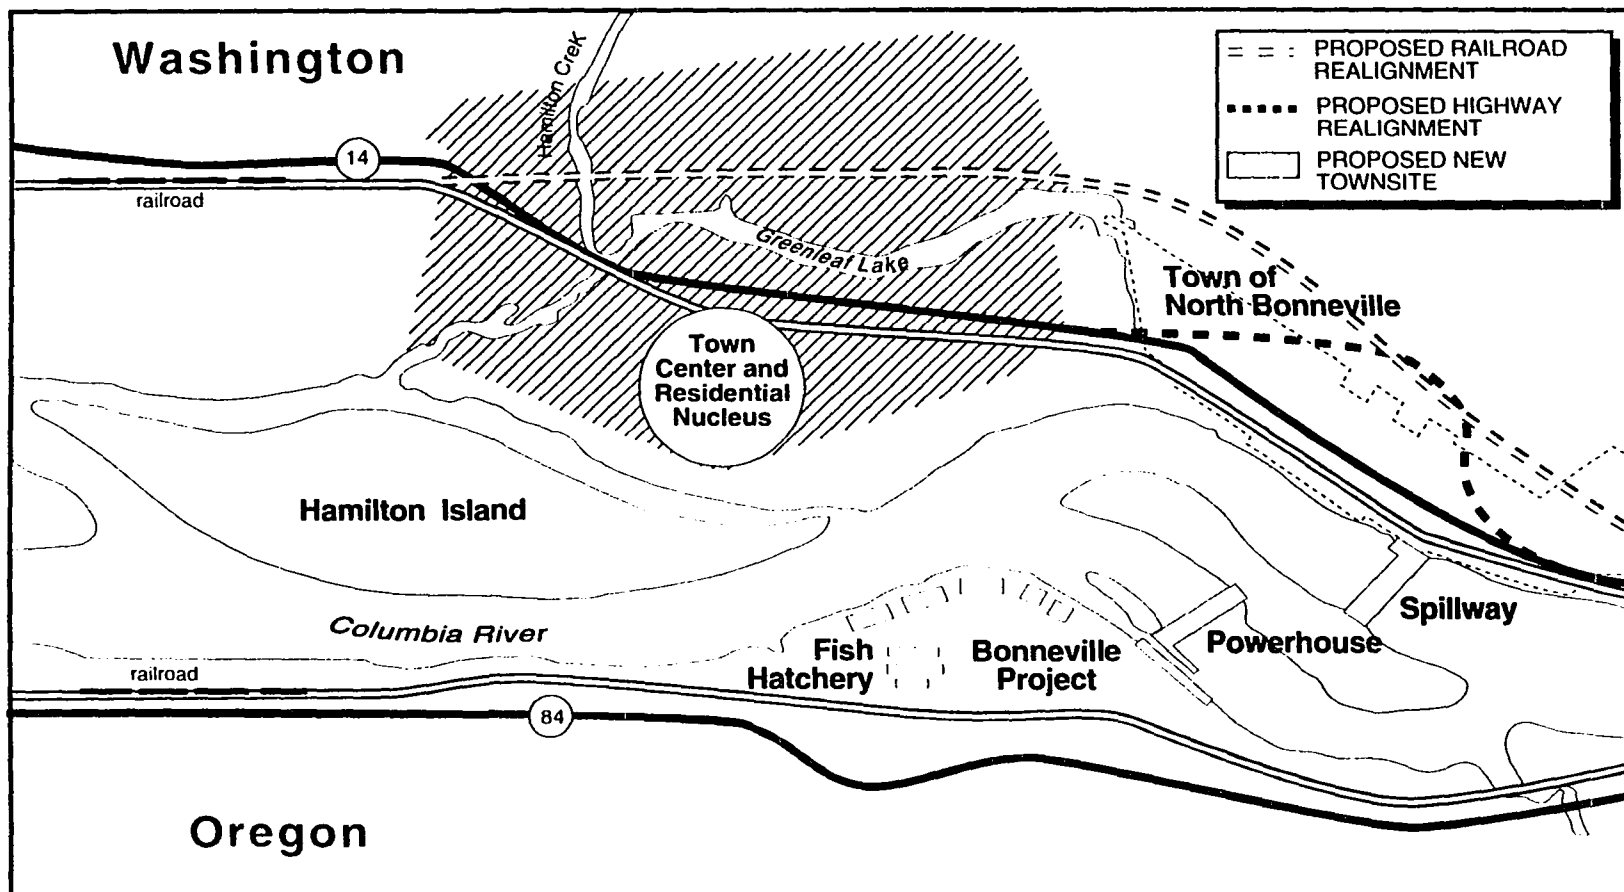 Washington
Hamilton Crek
PROPOSED RAILROAD
REALIGNMENT
PROPOSED HIGHWAY
REALIGNMENT
PROPOSED NEW
TOWNSITE
14
railroad
Greenleaf Lake
Town of
North Bonneville
Town
Center and
Residential
Nucleus
Hamilton Island
Columbia River
Fish
Hatchery
Bonneville
Project
Powerhouse
Spillway
railroad
84
Oregon